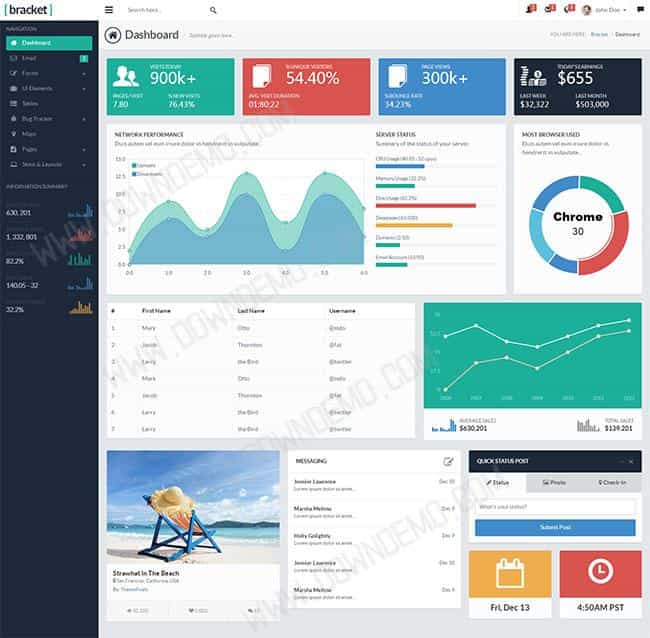 [bracket]
Search here...
John Doe
NAVIGATION
Dashboard
Email
Forms
UI Elements
Tables
Bug Tracker
Maps
Pages
Skins & Layouts
INFORMATION SUMMARY
630, 201
1, 332, 801
82.2%
140.05 - 32
32.2%
Dashboard
Subtitle goes here...
YOU ARE HERE: Bracket / Dashboard
VISITS TODAY
900k+
PAGES / VISIT
7.80
% NEW VISITS
76.43%
% UNIQUE VISITORS
54.40%
AVG. VISIT DURATION
01:80:22
PAGE VIEWS
300k+
% BOUNCE RATE
34.23%
TODAY'S EARNINGS
$655
LAST WEEK
$32,322
LAST MONTH
$503,000
NETWORK PERFORMANCE
Duis autem vel eum iriure dolor in hendrerit in vulputate...
Uploads
Downloads
15.0
12.5
10.0
7.5
5.0
2.5
0.0
0.0 1.0 2.0 3.0 4.0 5.0 6.0
SERVER STATUS
Summary of the status of your server.
CPU Usage (40.05 - 32 cpus)
Memory Usage (32.2%)
Disk Usage (82.2%)
Databases (63/100)
Domains (2/10)
Email Account (13/50)
MOST BROWSER USED
Duis autem vel eum iriure dolor in hendrerit in vulputate...
Chrome
30
# First Name Last Name Username
1 Mark Otto @mdo
2 Jacob Thornton @fat
3 Larry the Bird @twitter
4 Mark Otto @mdo
5 Jacob Thornton @fat
6 Larry the Bird @twitter
7 Larry the Bird @twitter
2006 2007 2008 2009 2010 2011 2012
AVERAGE SALES
$630,201
TOTAL SALES
$139,201
Strawhat In The Beach
San Francisco, California, USA
By: ThemePixels
MESSAGING
Jennier Lawrence Dec 10
Lorem ipsum dolor sit amet...
Marsha Mellow Dec 9
Lorem ipsum dolor sit amet...
Holly Golightly Dec 9
Lorem ipsum dolor sit amet...
Jennier Lawrence Dec 10
Lorem ipsum dolor sit amet...
Marsha Mellow Dec 9
Lorem ipsum dolor sit amet...
QUICK STATUS POST
Status
Photo
Check-In
What's your status?
Submit Post
Fri, Dec 13
4:50AM PST
WWW.DOWNDEMO.COM
WWW.DOWNDEMO.COM
WWW.DOWNDEMO.COM